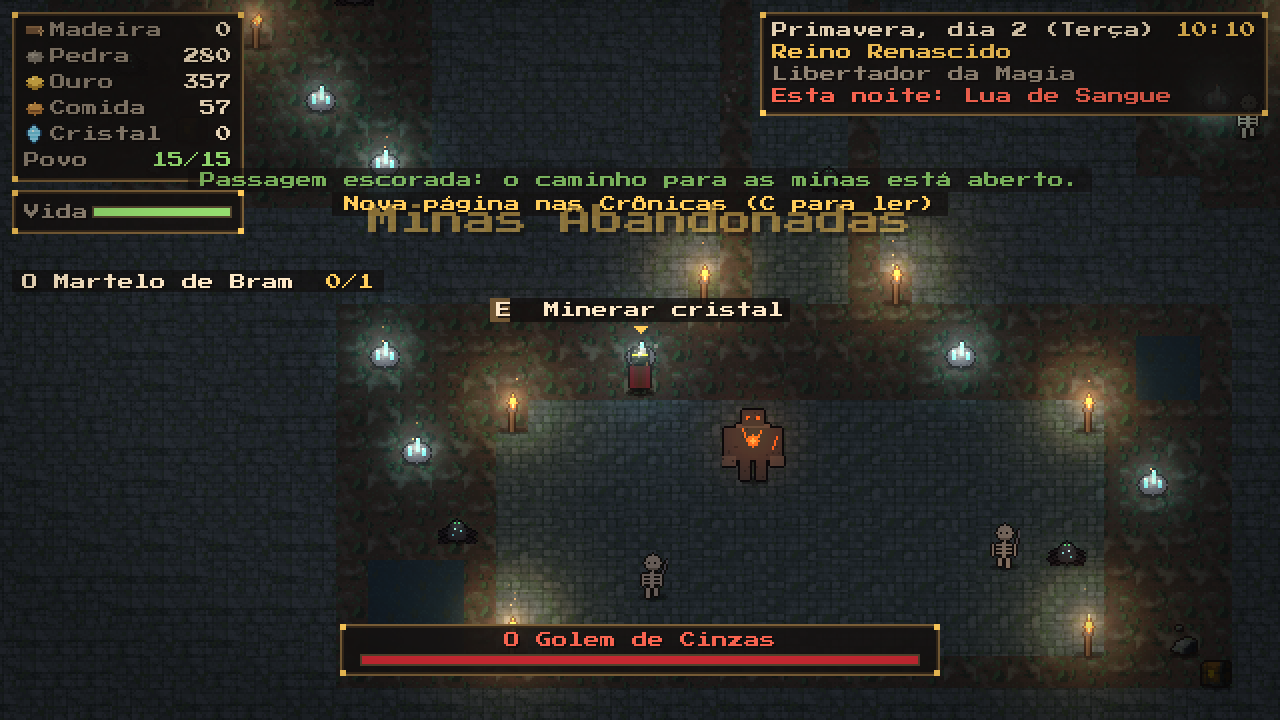 Madeira 0
Pedra 280
Ouro 357
Comida 57
Cristal 0
Povo 15/15
Vida
Primavera, dia 2 (Terça) 10:10
Reino Renascido
Libertador da Magia
Esta noite: Lua de Sangue
Passagem escorada: o caminho para as minas está aberto.
Nova página nas Crônicas (C para ler)
Minas Abandonadas
O Martelo de Bram 0/1
E Minerar cristal
O Golem de Cinzas